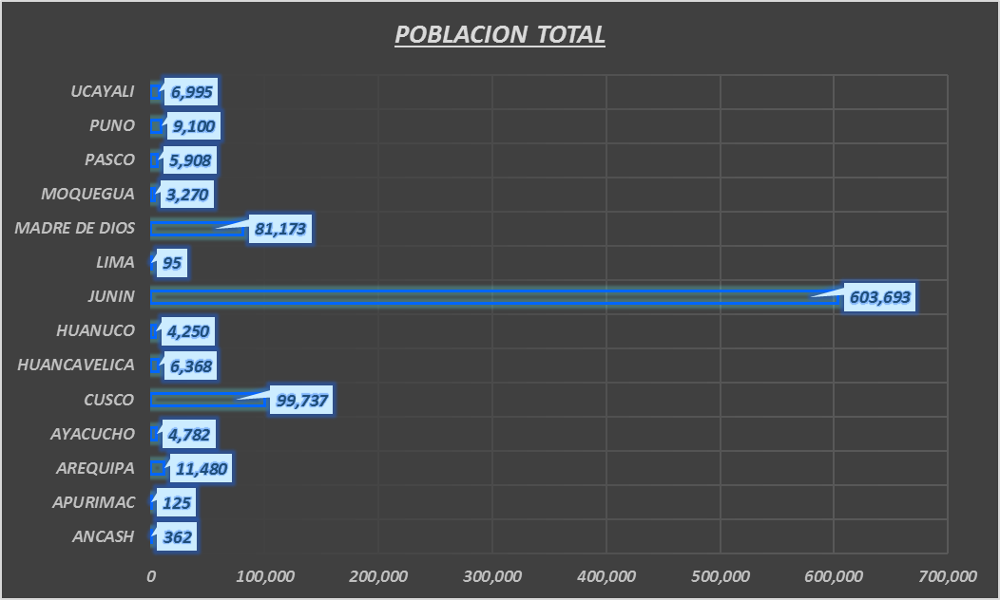 POBLACION TOTAL
UCAYALI 6,995
PUNO 9,100
PASCO 5,908
MOQUEGUA 3,270
MADRE DE DIOS 81,173
LIMA 95
JUNIN 603,693
HUANUCO 4,250
HUANCAVELICA 6,368
CUSCO 99,737
AYACUCHO 4,782
AREQUIPA 11,480
APURIMAC 125
ANCASH 362
0 100,000 200,000 300,000 400,000 500,000 600,000 700,000